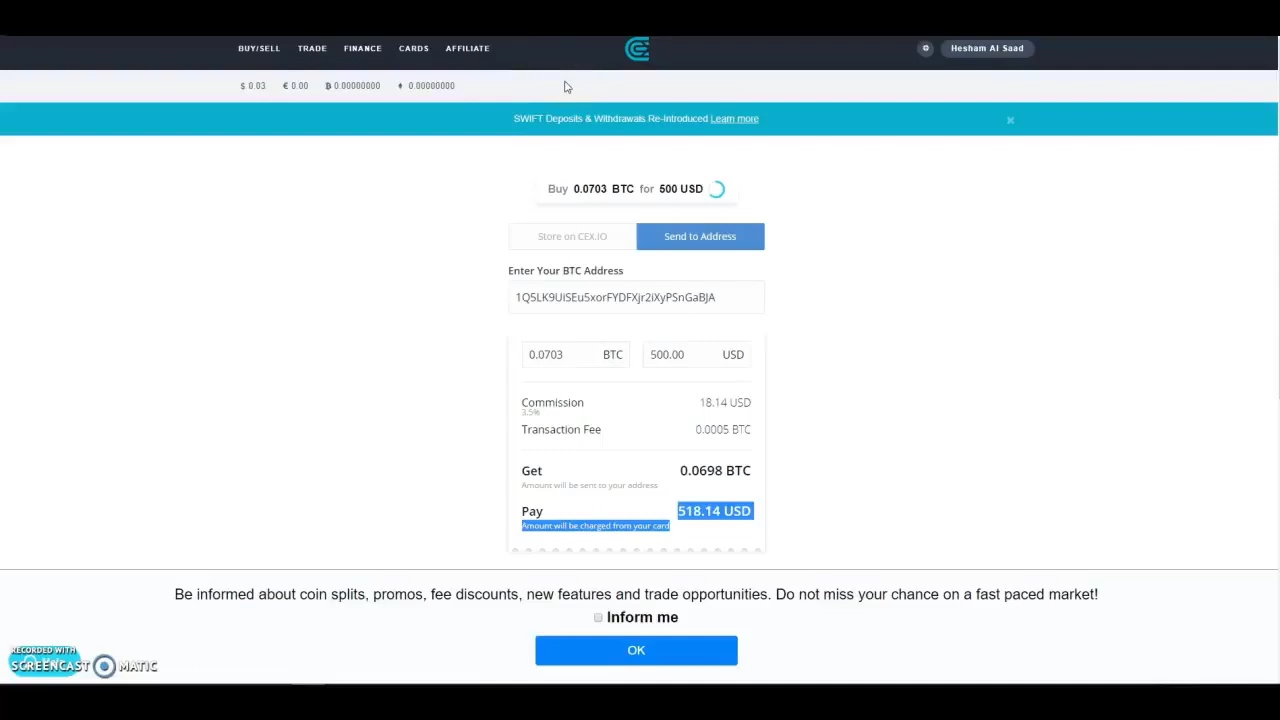 BUY/SELL TRADE FINANCE CARDS AFFILIATE Hesham Al Saad
$ 0.03 € 0.00 ₿ 0.00000000 0.00000000
SWIFT Deposits & Withdrawals Re-Introduced Learn more
Buy 0.0703 BTC for 500 USD
Store on CEX.IO Send to Address
Enter Your BTC Address
1Q5LK9UiSEu5xorFYDFXjr2iXyPSnGaBJA
0.0703 BTC 500.00 USD
Commission 18.14 USD
3.5%
Transaction Fee 0.0005 BTC
Get 0.0698 BTC
Amount will be sent to your address
Pay 518.14 USD
Amount will be charged from your card
Be informed about coin splits, promos, fee discounts, new features and trade opportunities. Do not miss your chance on a fast paced market!
Inform me
OK
RECORDED WITH
SCREENCAST MATIC